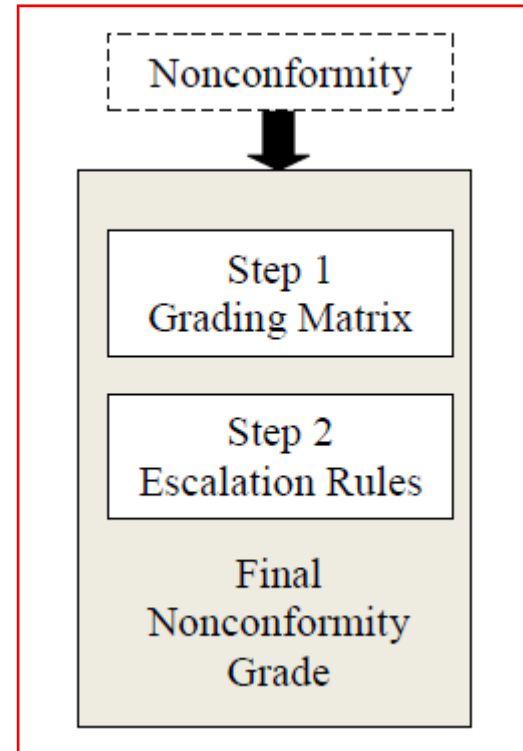 Nonconformity
Step 1
Grading Matrix
Step 2
Escalation Rules
Final
Nonconformity
Grade